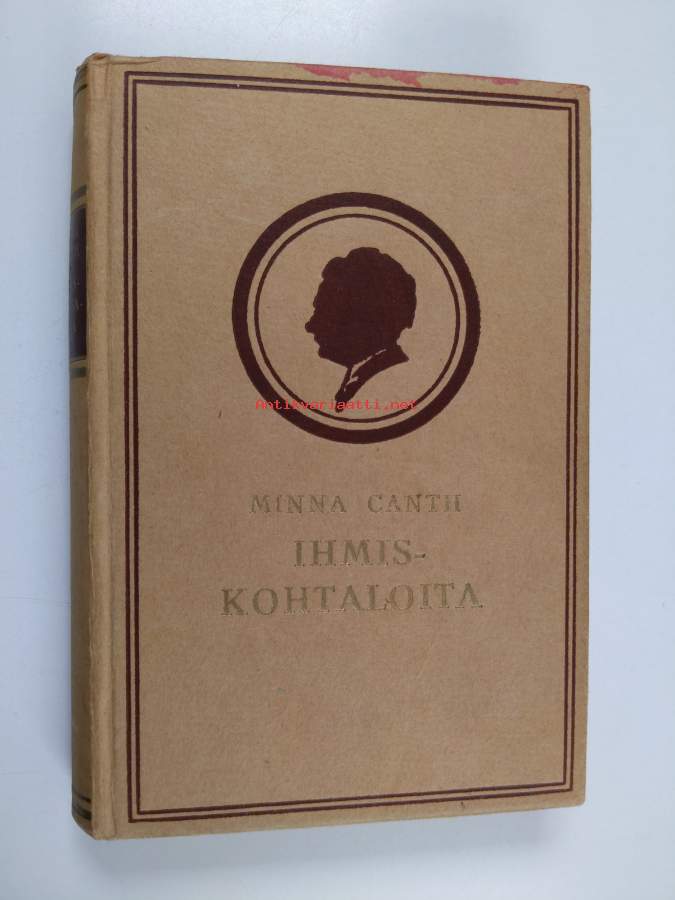 Antikvariaatti.net
MINNA CANTH
IHMIS-
KOHTALOITA